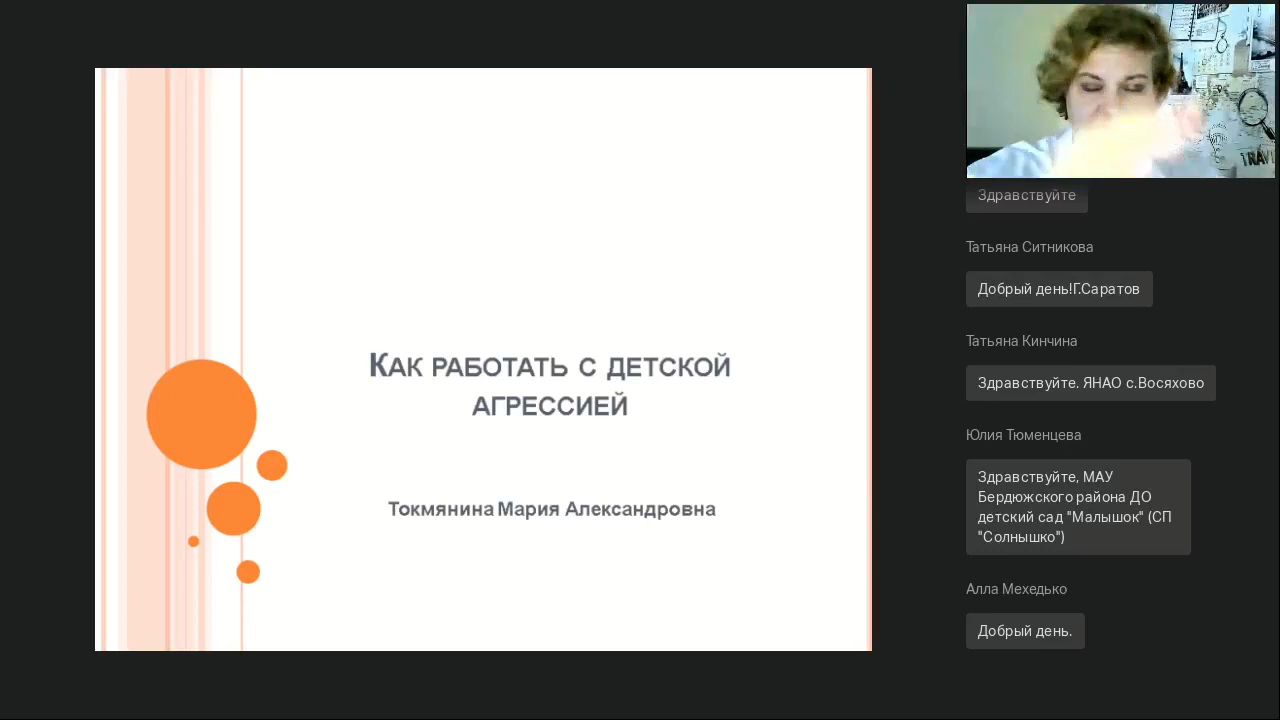 Как работать с детской
агрессией
Токмянина Мария Александровна
TRAV
Здравствуйте
Татьяна Ситникова
Добрый день!Г.Саратов
Татьяна Кинчина
Здравствуйте. ЯНАО с.Восяхово
Юлия Тюменцева
Здравствуйте, МАУ
Бердюжского района ДО
детский сад "Малышок" (СП
"Солнышко")
Алла Мехедько
Добрый день.